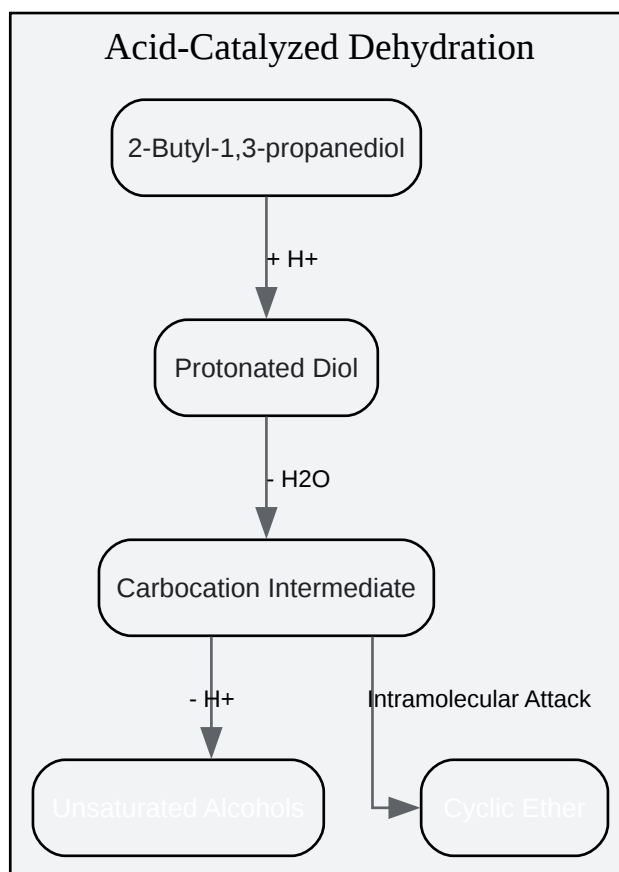 Acid-Catalyzed Dehydration
2-Butyl-1,3-propanediol
+ H+
Protonated Diol
- H2O
Carbocation Intermediate
- H+
Intramolecular Attack
Unsaturated Alcohols
Cyclic Ether